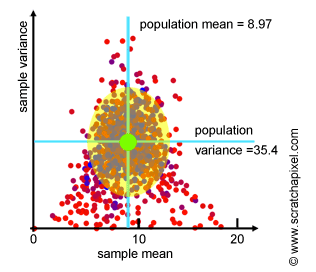 population mean = 8.97
sample variance
population
variance =35.4
0
10
20
sample mean
© www.scratchapixel.com